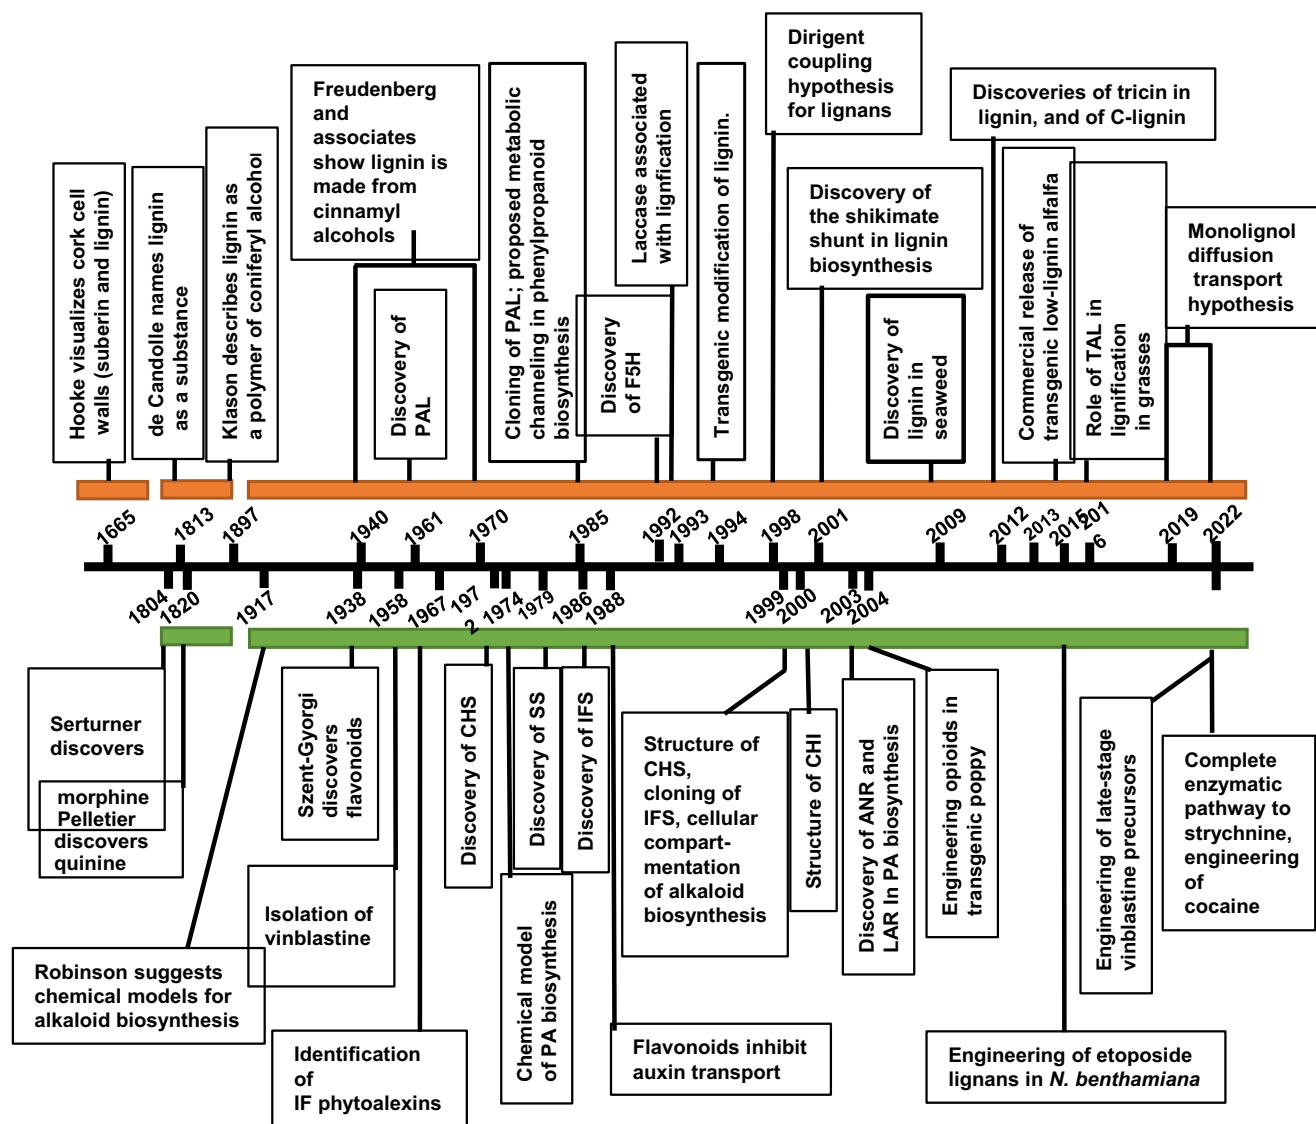 Hooke visualizes cork cell
walls (suberin and lignin)
de Candolle names lignin
as a substance
Klason describes lignin as
a polymer of coniferyl alcohol
Freudenberg
and
associates
show lignin is
made from
cinnamyl
alcohols
Discovery of
PAL
Cloning of PAL; proposed metabolic
channeling in phenylpropanoid
biosynthesis
Discovery
of F5H
Laccase associated
with lignfication
Transgenic modification of lignin.
Dirigent
coupling
hypothesis
for lignans
Discovery of
the shikimate
shunt in lignin
biosynthesis
Discovery of
lignin in
seaweed
Discoveries of tricin in
lignin, and of C-lignin
Commercial release of
transgenic low-lignin alfalfa
Role of TAL in
lignification
in grasses
Monolignol
diffusion
transport
hypothesis
1665
1813
1897
1940
1961
1970
1985
1992
1993
1994
1998
2001
2009
2012
2013
2015
201
6
2019
2022
1804
1820
1917
1938
1958
1967
197
2
1974
1979
1986
1988
1999
2000
2003
2004
Serturner
discovers
morphine
Pelletier
discovers
quinine
Robinson suggests
chemical models for
alkaloid biosynthesis
Isolation of
vinblastine
Szent-Gyorgi
discovers
flavonoids
Identification
of
IF phytoalexins
Discovery of CHS
Chemical model
of PA biosynthesis
Discovery of SS
Discovery of IFS
Flavonoids inhibit
auxin transport
Structure of
CHS,
cloning of
IFS, cellular
compart-
mentation
of alkaloid
biosynthesis
Structure of CHI
Discovery of ANR and
LAR In PA biosynthesis
Engineering opioids in
transgenic poppy
Engineering of etoposide
lignans in N. benthamiana
Engineering of late-stage
vinblastine precursors
Complete
enzymatic
pathway to
strychnine,
engineering
of
cocaine